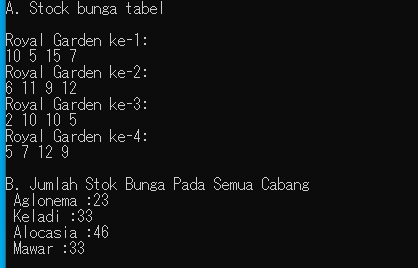 A. Stock bunga tabel
Royal Garden ke-1:
10 5 15 7
Royal Garden ke-2:
6 11 9 12
Royal Garden ke-3:
2 10 10 5
Royal Garden ke-4:
5 7 12 9
B. Jumlah Stok Bunga Pada Semua Cabang
Aglonema :23
Keladi :33
Alocasia :46
Mawar :33